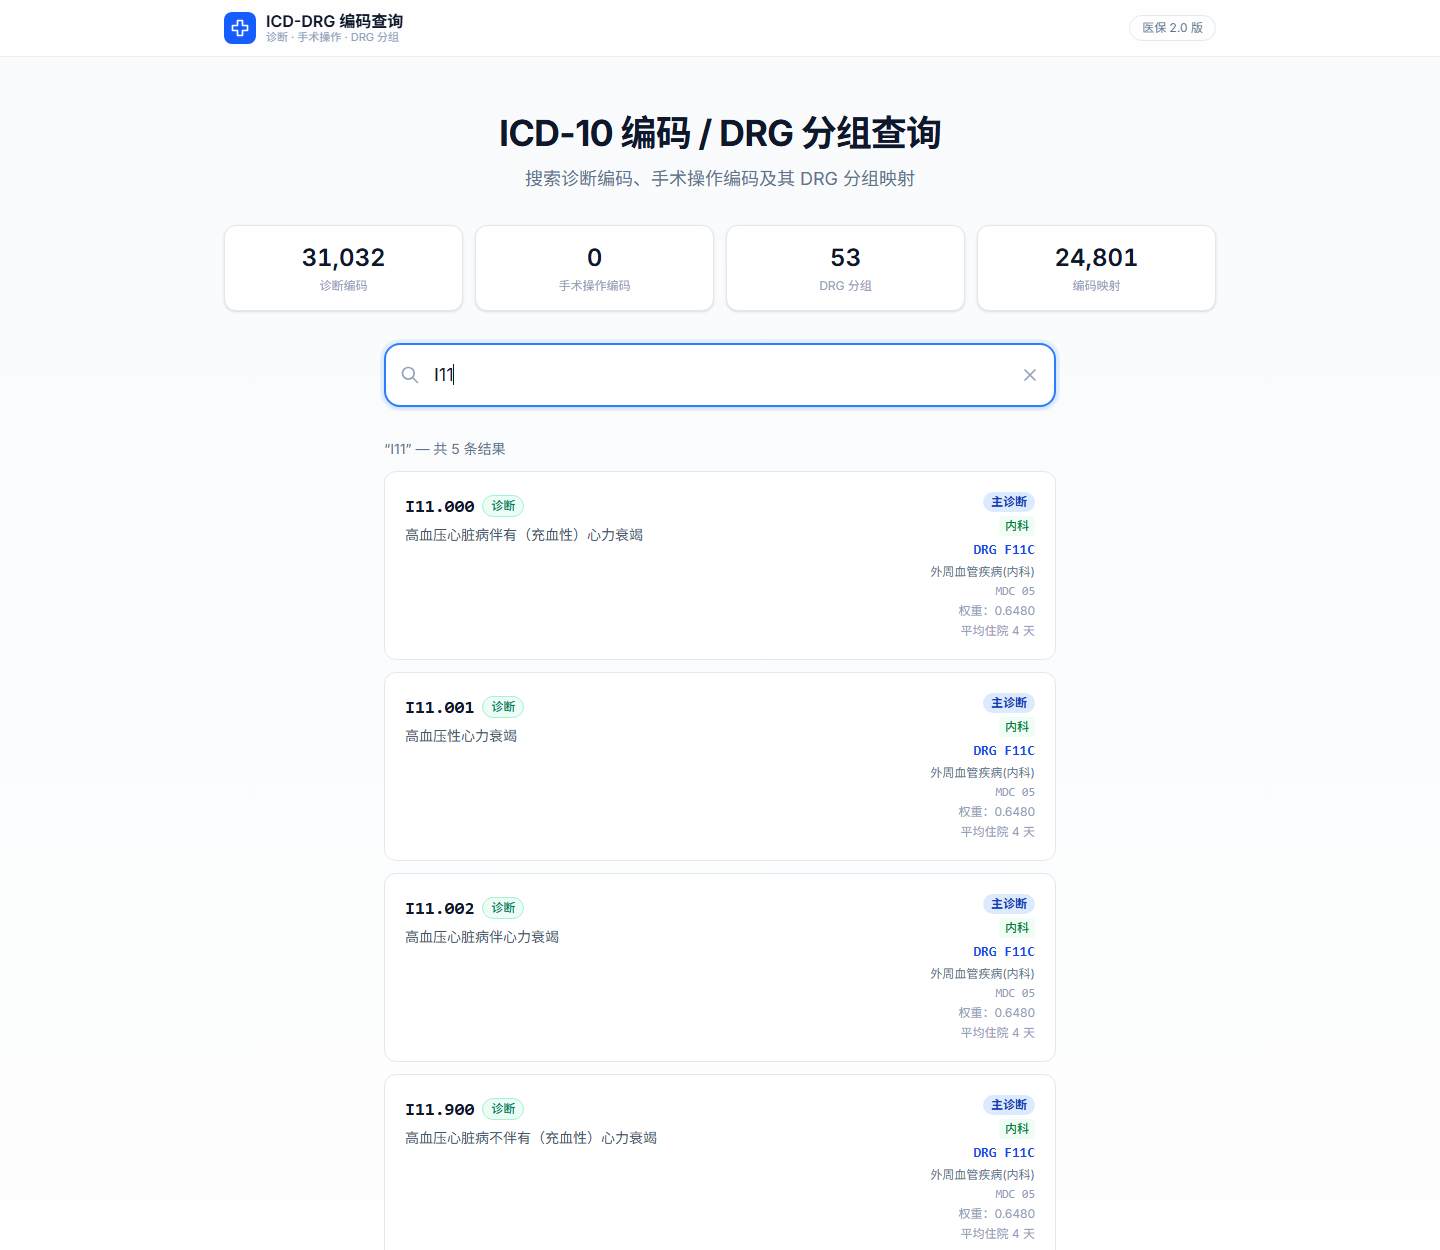 ICD-DRG 编码查询
诊断 · 手术操作 · DRG 分组
医保 2.0 版
ICD-10 编码 / DRG 分组查询
搜索诊断编码、手术操作编码及其 DRG 分组映射
31,032
诊断编码
0
手术操作编码
53
DRG 分组
24,801
编码映射
I11
“I11” — 共 5 条结果
I11.000 诊断
高血压心脏病伴有（充血性）心力衰竭
主诊断
内科
DRG F11C
外周血管疾病(内科)
MDC 05
权重：0.6480
平均住院 4 天
I11.001 诊断
高血压性心力衰竭
主诊断
内科
DRG F11C
外周血管疾病(内科)
MDC 05
权重：0.6480
平均住院 4 天
I11.002 诊断
高血压心脏病伴心力衰竭
主诊断
内科
DRG F11C
外周血管疾病(内科)
MDC 05
权重：0.6480
平均住院 4 天
I11.900 诊断
高血压心脏病不伴有（充血性）心力衰竭
主诊断
内科
DRG F11C
外周血管疾病(内科)
MDC 05
权重：0.6480
平均住院 4 天